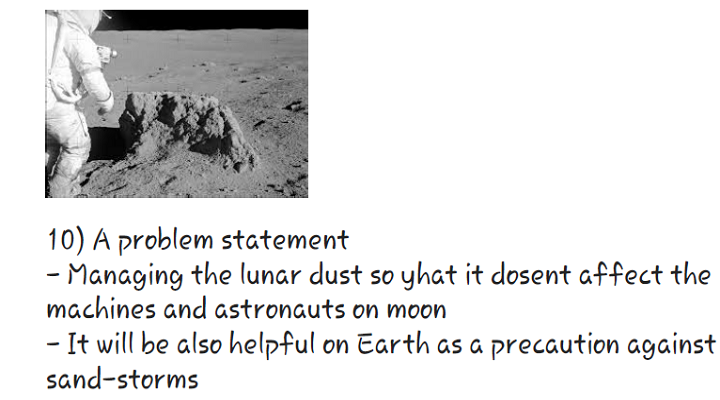 10) A problem statement
- Managing the lunar dust so yhat it dosent affect the
machines and astronauts on moon
- It will be also helpful on Earth as a precaution against
sand-storms